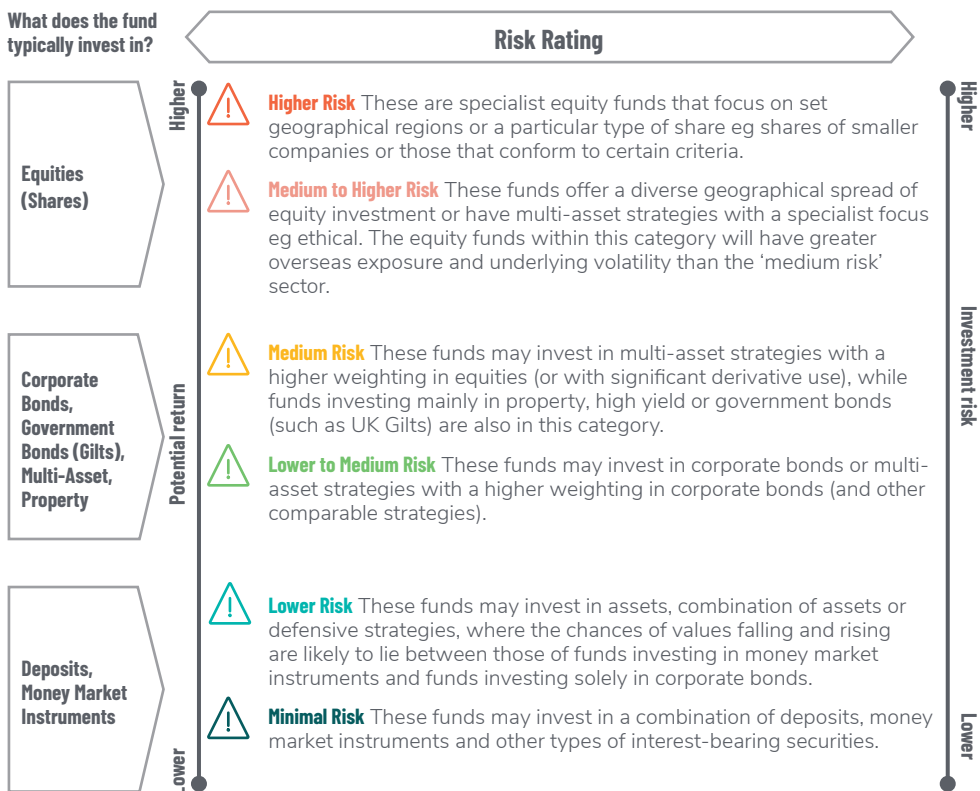 What does the fund
typically invest in?
Risk Rating
Higher
Potential return
Lower
Higher
Investment risk
Lower
Equities
(Shares)
Higher Risk These are specialist equity funds that focus on set
geographical regions or a particular type of share eg shares of smaller
companies or those that conform to certain criteria.
Medium to Higher Risk These funds offer a diverse geographical spread of
equity investment or have multi-asset strategies with a specialist focus
eg ethical. The equity funds within this category will have greater
overseas exposure and underlying volatility than the ‘medium risk’
sector.
Corporate
Bonds,
Government
Bonds (Gilts),
Multi-Asset,
Property
Medium Risk These funds may invest in multi-asset strategies with a
higher weighting in equities (or with significant derivative use), while
funds investing mainly in property, high yield or government bonds
(such as UK Gilts) are also in this category.
Lower to Medium Risk These funds may invest in corporate bonds or multi-
asset strategies with a higher weighting in corporate bonds (and other
comparable strategies).
Deposits,
Money Market
Instruments
Lower Risk These funds may invest in assets, combination of assets or
defensive strategies, where the chances of values falling and rising
are likely to lie between those of funds investing in money market
instruments and funds investing solely in corporate bonds.
Minimal Risk These funds may invest in a combination of deposits, money
market instruments and other types of interest-bearing securities.